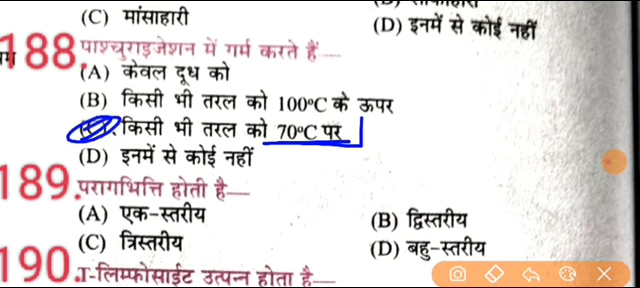 (C) मांसाहारी
(D) इनमें से कोई नहीं
188. पाश्चुराइजेशन में गर्म करते हैं—
(A) केवल दूध को
(B) किसी भी तरल को 100°C के ऊपर
किसी भी तरल को 70°C पर
(D) इनमें से कोई नहीं
189. परागभित्ति होती है—
(A) एक-स्तरीय
(B) द्विस्तरीय
(C) त्रिस्तरीय
(D) बहु-स्तरीय
190. T-लिम्फोसाईट उत्पन्न होता है—